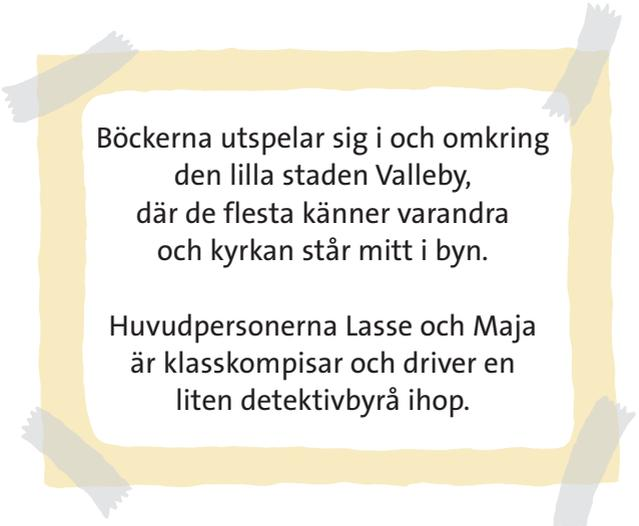 Böckerna utspelar sig i och omkring
den lilla staden Valleby,
där de flesta känner varandra
och kyrkan står mitt i byn.
Huvudpersonerna Lasse och Maja
är klasskompisar och driver en
liten detektivbyrå ihop.